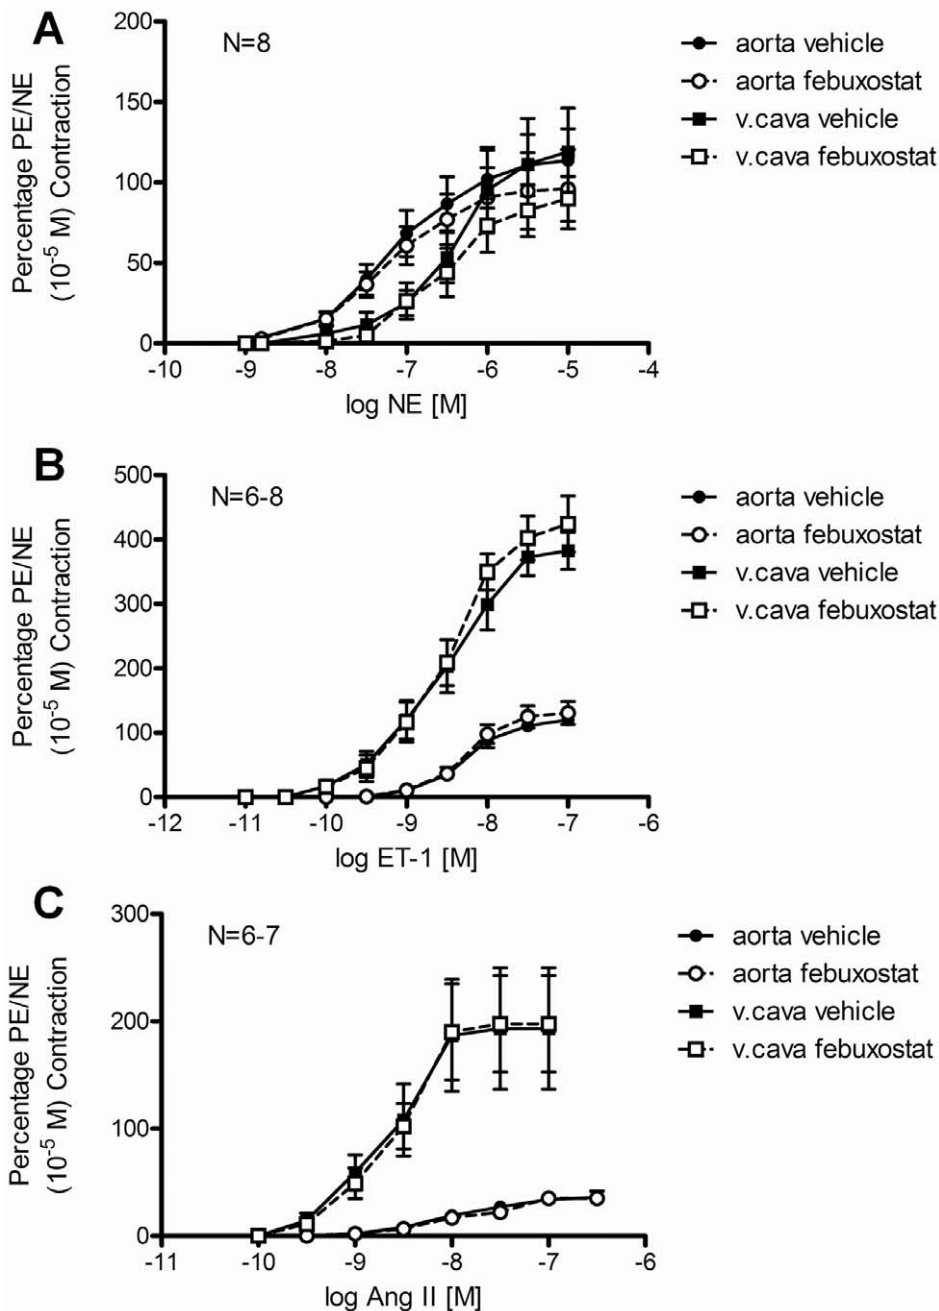 A
N=8
200
150
100
50
0
Percentage PE/NE
(10⁻⁵ M) Contraction
-10 -9 -8 -7 -6 -5 -4
log NE [M]
aorta vehicle
aorta febuxostat
v.cava vehicle
v.cava febuxostat
B
N=6-8
500
400
300
200
100
0
Percentage PE/NE
(10⁻⁵ M) Contraction
-12 -11 -10 -9 -8 -7 -6
log ET-1 [M]
aorta vehicle
aorta febuxostat
v.cava vehicle
v.cava febuxostat
C
N=6-7
300
200
100
0
Percentage PE/NE
(10⁻⁵ M) Contraction
-11 -10 -9 -8 -7 -6
log Ang II [M]
aorta vehicle
aorta febuxostat
v.cava vehicle
v.cava febuxostat